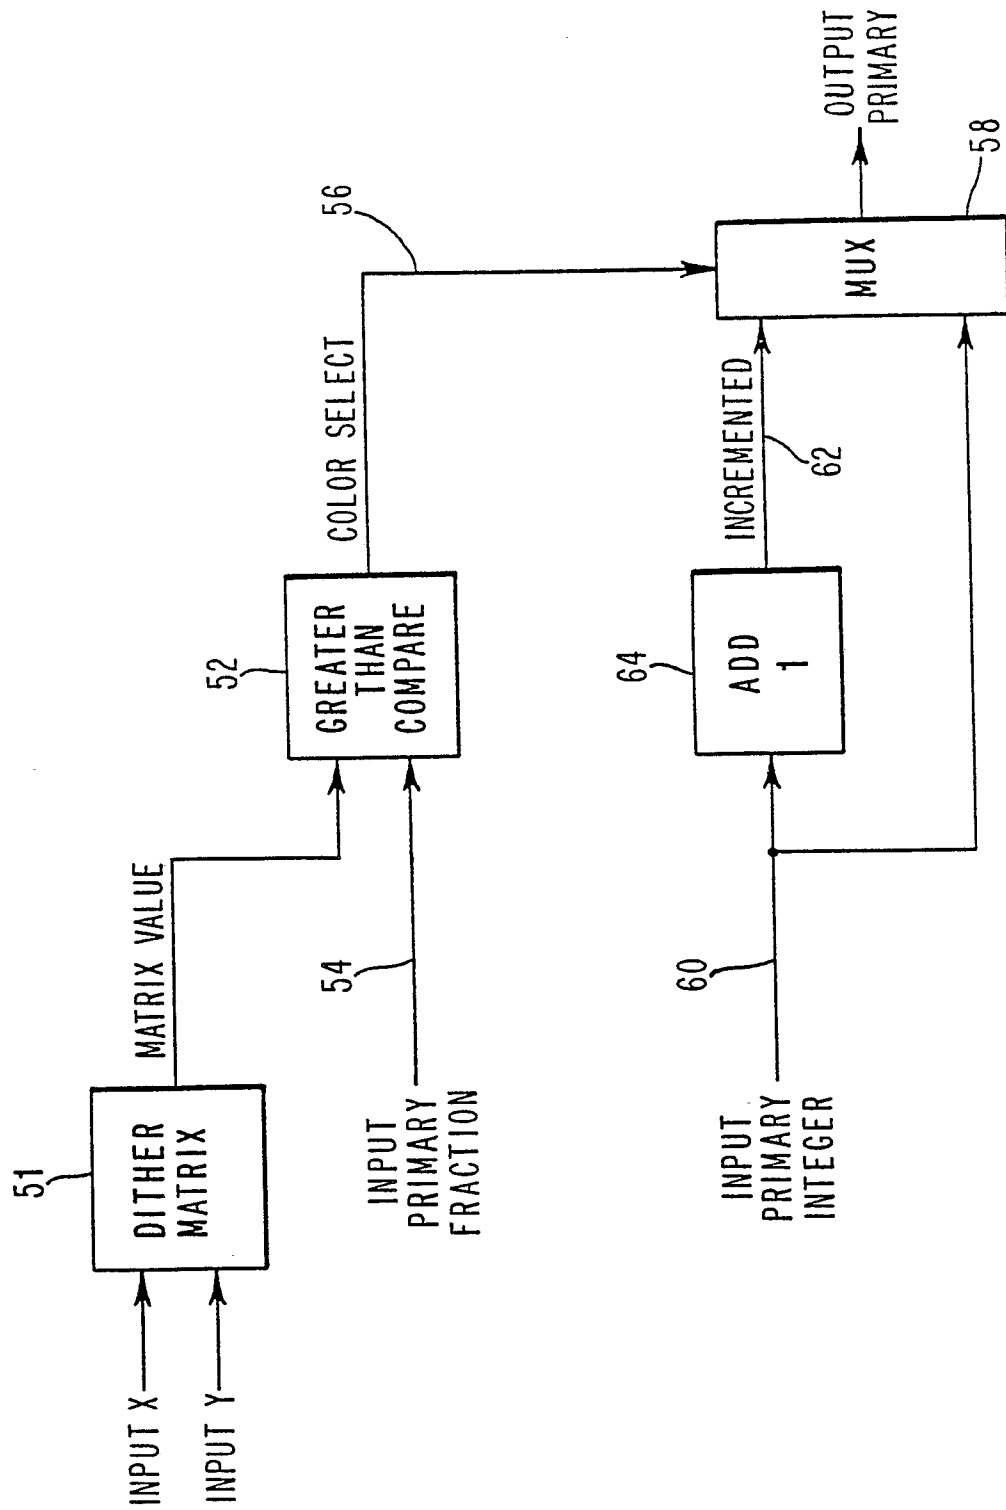 INPUT X
INPUT Y
51
DITHER
MATRIX
MATRIX VALUE
INPUT
PRIMARY
FRACTION
54
52
GREATER
THAN
COMPARE
COLOR SELECT
56
INPUT
PRIMARY
INTEGER
60
64
ADD
1
INCREMENTED
62
MUX
58
OUTPUT
PRIMARY